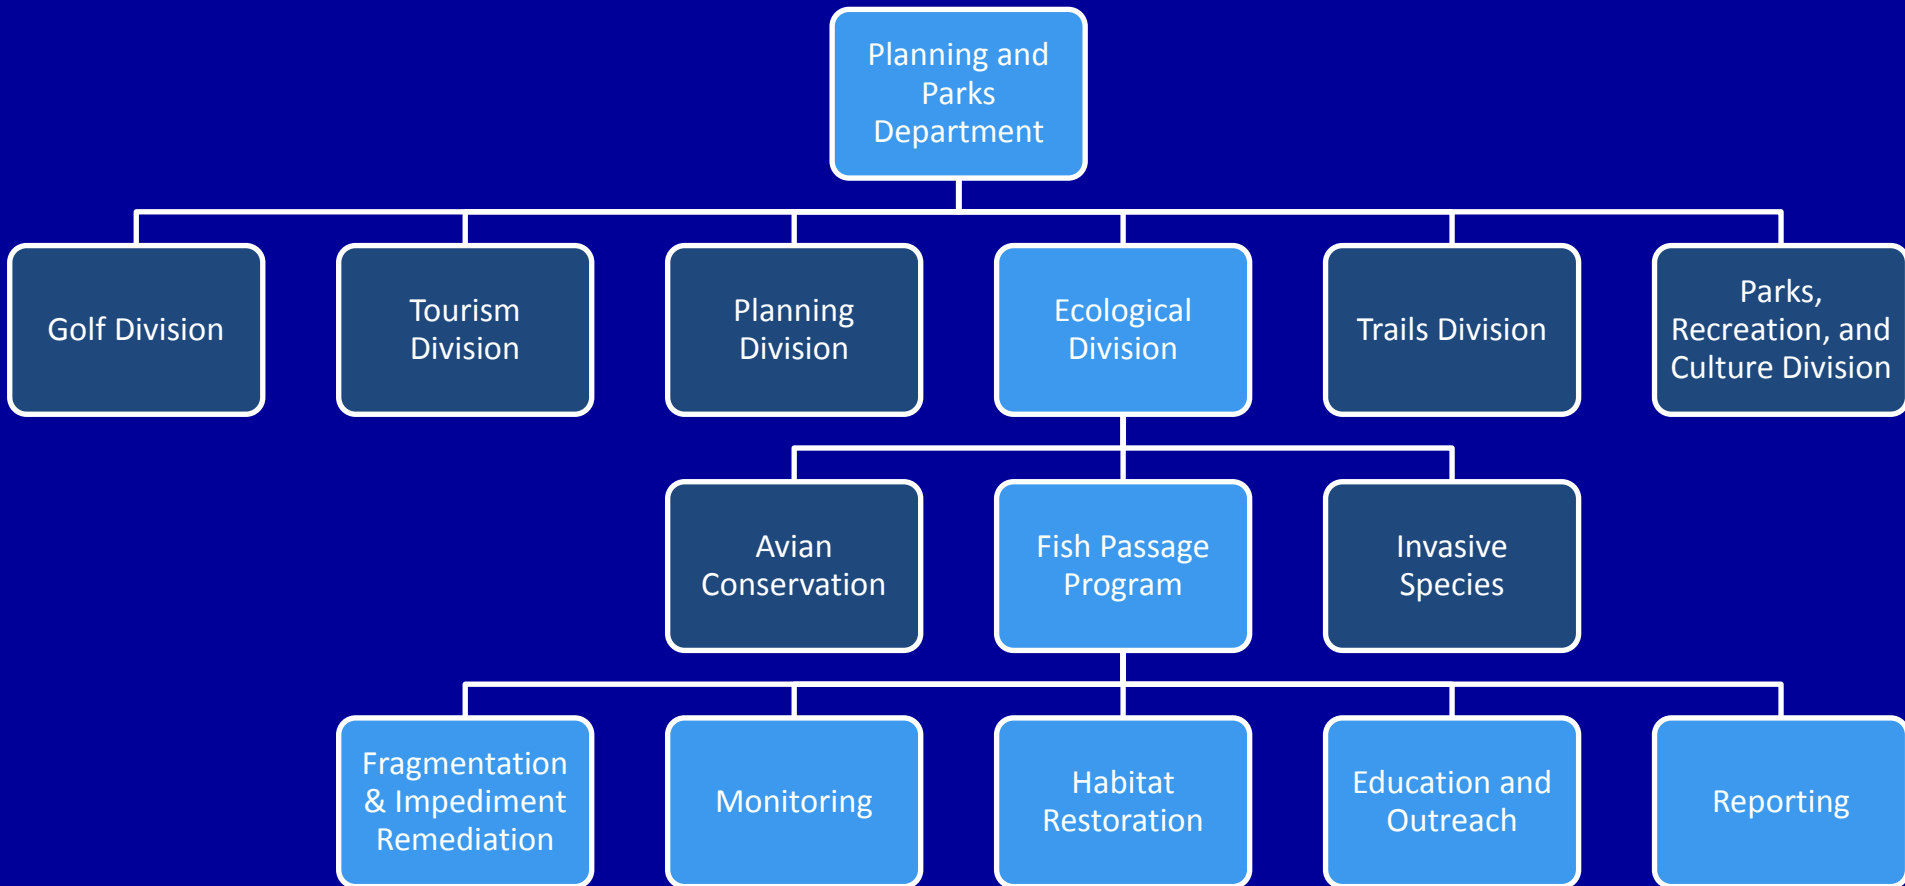 Planning and
Parks
Department
Golf Division
Tourism
Division
Planning
Division
Ecological
Division
Trails Division
Parks,
Recreation, and
Culture Division
Avian
Conservation
Fish Passage
Program
Invasive
Species
Fragmentation
& Impediment
Remediation
Monitoring
Habitat
Restoration
Education and
Outreach
Reporting